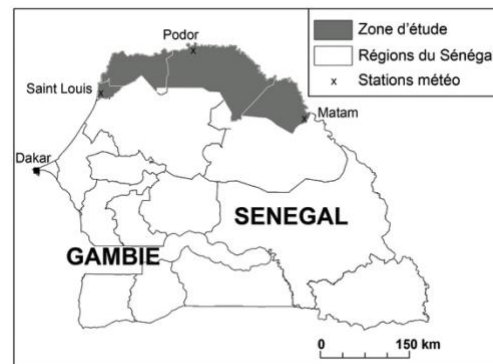 Zone d'étude
Régions du Sénéga
x Stations météo
Podor
Saint Louis
Matam
Dakar
SENEGAL
GAMBIE
0 150 km